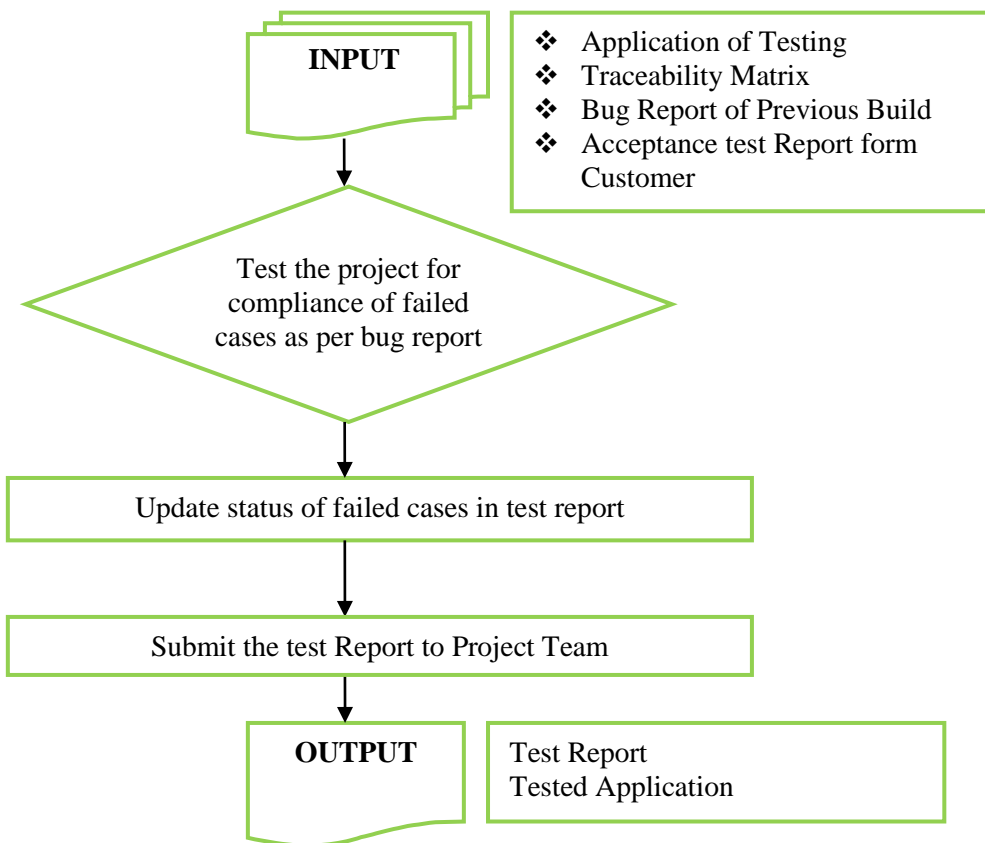 INPUT
❖ Application of Testing
❖ Traceability Matrix
❖ Bug Report of Previous Build
❖ Acceptance test Report form
Customer
Test the project for
compliance of failed
cases as per bug report
Update status of failed cases in test report
Submit the test Report to Project Team
OUTPUT
Test Report
Tested Application